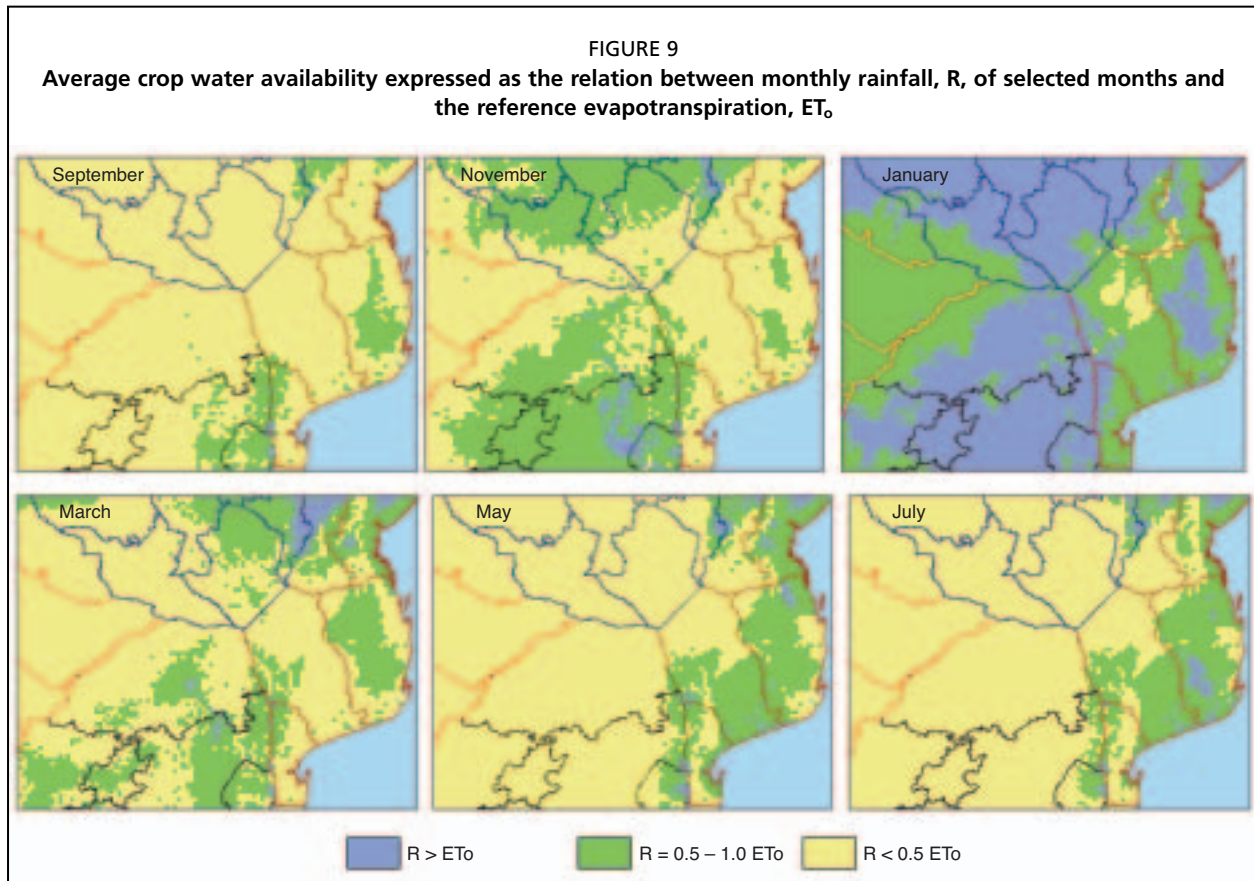 FIGURE 9
Average crop water availability expressed as the relation between monthly rainfall, R, of selected months and
the reference evapotranspiration, ETo
September
November
January
March
May
July
R > ETo
R = 0.5 – 1.0 ETo
R < 0.5 ETo